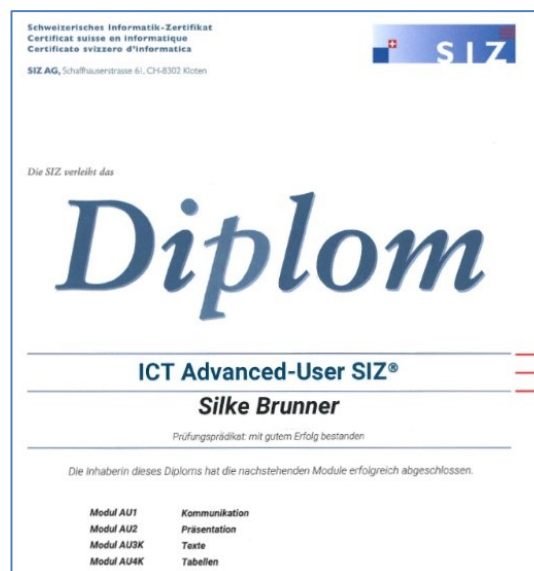 Schweizerisches Informatik-Zertifikat
Certificat suisse en informatique
Certificato svizzero d'informatica
SIZ AG, Schaffhauserstrasse 61, CH-8302 Kloten
SIZ
Die SIZ verleiht das
Diplom
ICT Advanced-User SIZ®
Silke Brunner
Prüfungsprädikat: mit gutem Erfolg bestanden
Die Inhaberin dieses Diploms hat die nachstehenden Module erfolgreich abgeschlossen.
Modul AU1 Kommunikation
Modul AU2 Präsentation
Modul AU3K Texte
Modul AU4K Tabellen